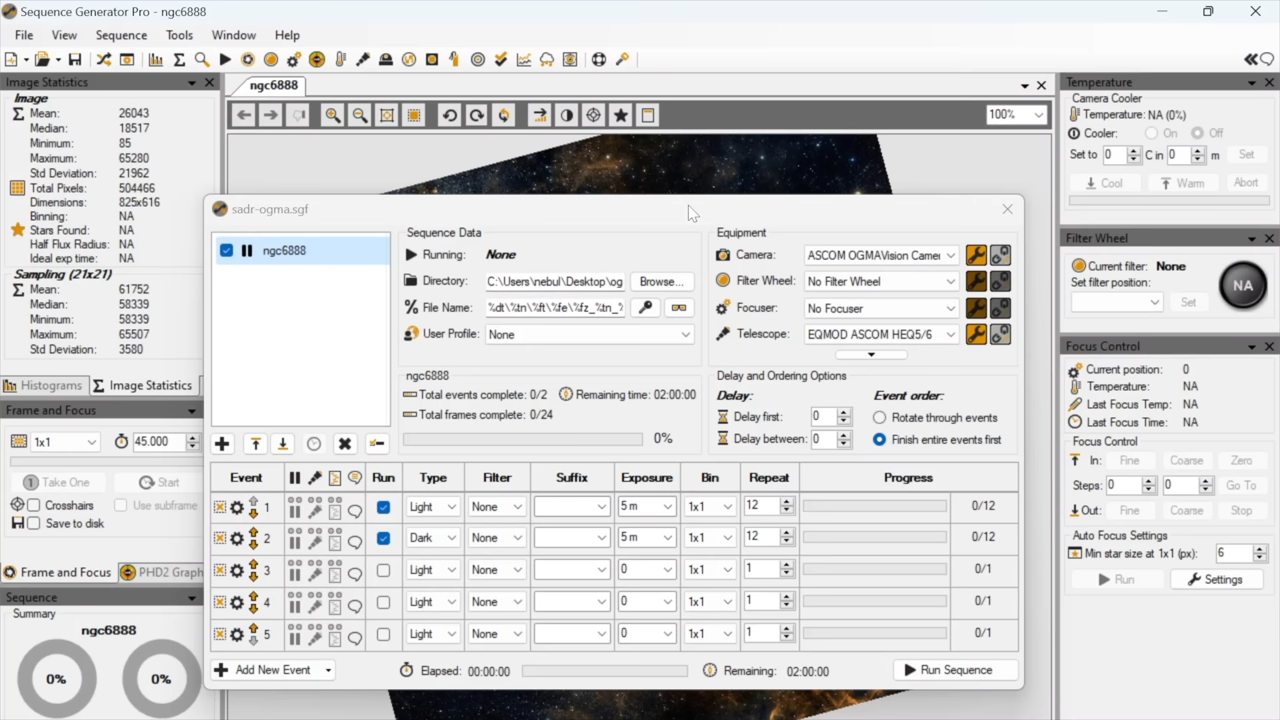 Sequence Generator Pro - ngc6888
File View Sequence Tools Window Help
Image Statistics
Image
Mean: 26043
Median: 18517
Minimum: 85
Maximum: 65280
Std Deviation: 21962
Total Pixels: 504466
Dimensions: 825x616
Binning: NA
Stars Found: NA
Half Flux Radius: NA
Ideal exp time: NA
Sampling (21x21)
Mean: 61752
Median: 58339
Minimum: 58339
Maximum: 65507
Std Deviation: 3580
Histograms Image Statistics
Frame and Focus
1x1 45.000
Take One Start
Crosshairs Use subframe
Save to disk
Frame and Focus PHD2 Graph
Sequence
Summary
ngc6888
0% 0%
ngc6888
100%
sadr-ogma.sgf
ngc6888
Sequence Data
Running: None
Directory: C:\Users\nebul\Desktop\og Browse...
File Name: %dt\%tn\%ft\%fe\%fz_%tn_%
User Profile: None
Equipment
Camera: ASCOM OGMAVision Camer
Filter Wheel: No Filter Wheel
Focuser: No Focuser
Telescope: EQMOD ASCOM HEQ5/6
ngc6888
Total events complete: 0/2 Remaining time: 02:00:00
Total frames complete: 0/24
0%
Delay and Ordering Options
Delay: Event order:
Delay first: 0 Rotate through events
Delay between: 0 Finish entire events first
Event Run Type Filter Suffix Exposure Bin Repeat Progress
1 Light None 5 m 1x1 12 0/12
2 Dark None 5 m 1x1 12 0/12
3 Light None 0 1x1 1 0/1
4 Light None 0 1x1 1 0/1
5 Light None 0 1x1 1 0/1
Add New Event Elapsed: 00:00:00 Remaining: 02:00:00 Run Sequence
Temperature
Camera Cooler
Temperature: NA (0%)
Cooler: On Off
Set to 0 C in 0 m Set
Cool Warm Abort
Filter Wheel
Current filter: None
Set filter position:
Set
NA
Focus Control
Current position: 0
Temperature: NA
Last Focus Temp: NA
Last Focus Time: NA
Focus Control
In: Fine Coarse Zero
Steps: 0 0 Go To
Out: Fine Coarse Stop
Auto Focus Settings
Min star size at 1x1 (px): 6
Run Settings